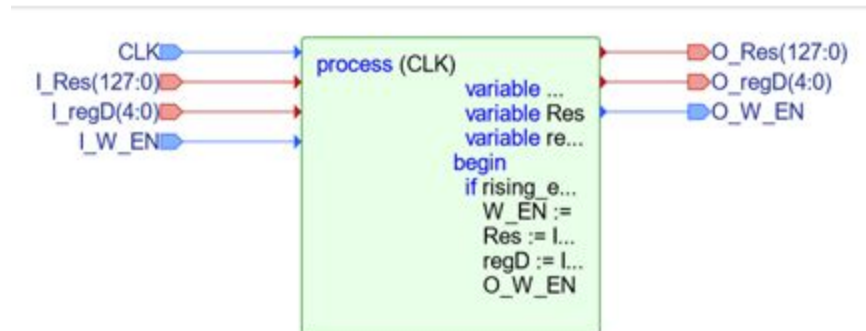 CLK
I_Res(127:0)
I_regD(4:0)
I_W_EN
process (CLK)
variable ...
variable Res
variable re...
begin
if rising_e...
W_EN :=
Res := I...
regD := I...
O_W_EN
O_Res(127:0)
O_regD(4:0)
O_W_EN